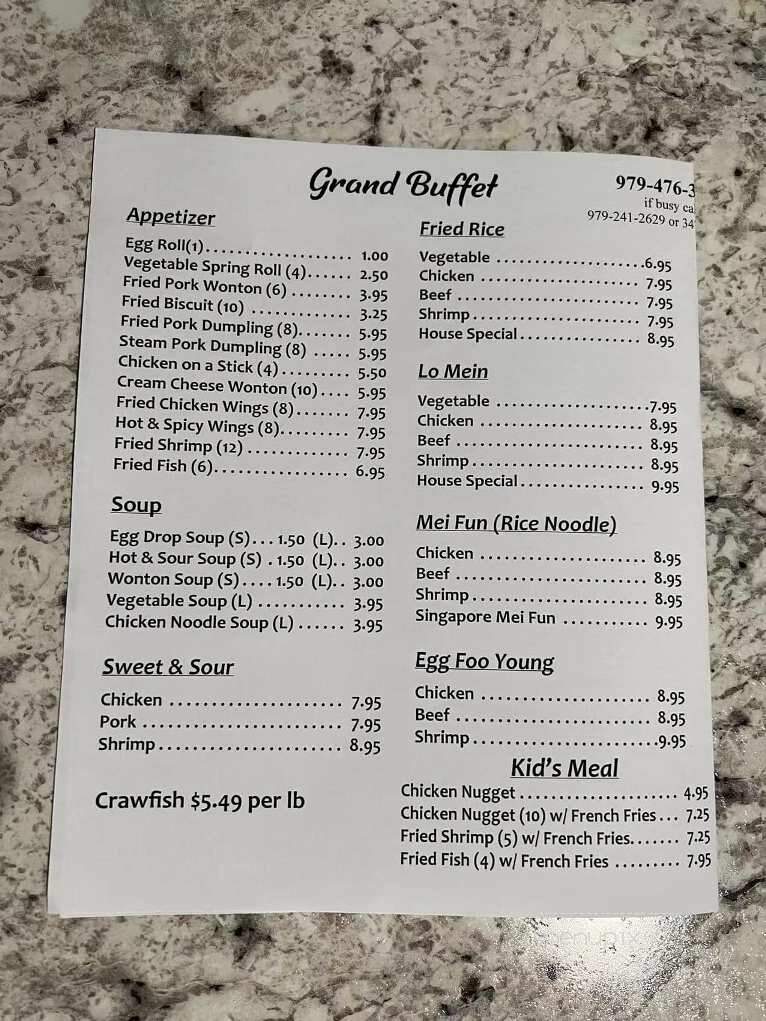 Grand Buffet
979-476-3
if busy ca
979-241-2629 or 34
Appetizer
Egg Roll(1)................... 1.00
Vegetable Spring Roll (4)...... 2.50
Fried Pork Wonton (6) ........ 3.95
Fried Biscuit (10) ............. 3.25
Fried Pork Dumpling (8)....... 5.95
Steam Pork Dumpling (8) ..... 5.95
Chicken on a Stick (4)......... 5.50
Cream Cheese Wonton (10).... 5.95
Fried Chicken Wings (8)....... 7.95
Hot & Spicy Wings (8)......... 7.95
Fried Shrimp (12) ............. 7.95
Fried Fish (6)................. 6.95
Soup
Egg Drop Soup (S)... 1.50 (L).. 3.00
Hot & Sour Soup (S) . 1.50 (L).. 3.00
Wonton Soup (S).... 1.50 (L).. 3.00
Vegetable Soup (L) ........... 3.95
Chicken Noodle Soup (L) ...... 3.95
Sweet & Sour
Chicken ...................... 7.95
Pork ......................... 7.95
Shrimp....................... 8.95
Crawfish $5.49 per lb
Fried Rice
Vegetable ...................6.95
Chicken .................... 7.95
Beef ....................... 7.95
Shrimp..................... 7.95
House Special............... 8.95
Lo Mein
Vegetable ....................7.95
Chicken .................... 8.95
Beef ....................... 8.95
Shrimp..................... 8.95
House Special............... 9.95
Mei Fun (Rice Noodle)
Chicken ..................... 8.95
Beef ........................ 8.95
Shrimp...................... 8.95
Singapore Mei Fun ........... 9.95
Egg Foo Young
Chicken ..................... 8.95
Beef ........................ 8.95
Shrimp.......................9.95
Kid's Meal
Chicken Nugget.................... 4.95
Chicken Nugget (10) w/ French Fries... 7.25
Fried Shrimp (5) w/ French Fries....... 7.25
Fried Fish (4) w/ French Fries ......... 7.95